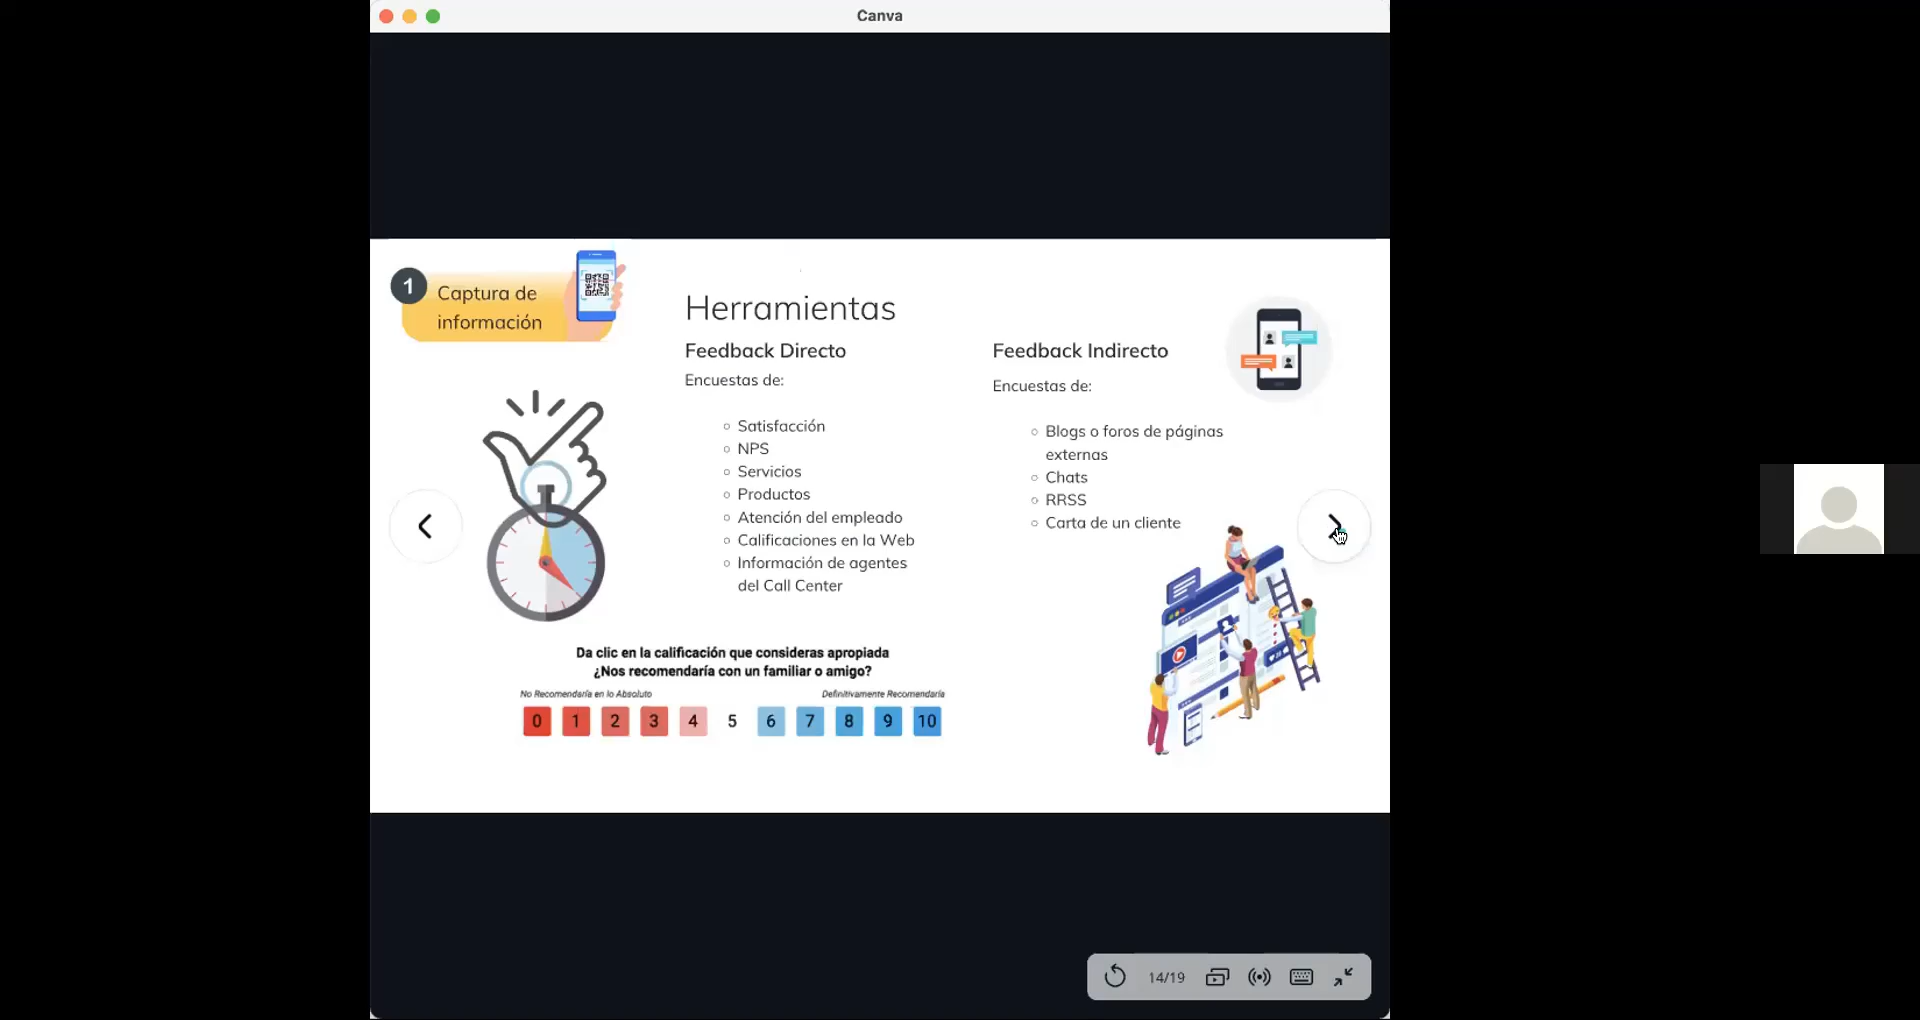 Canva
1
Captura de
información
Herramientas
Feedback Directo
Encuestas de:
Satisfacción
NPS
Servicios
Productos
Atención del empleado
Calificaciones en la Web
Información de agentes
del Call Center
Feedback Indirecto
Encuestas de:
Blogs o foros de páginas
externas
Chats
RRSS
Carta de un cliente
Da clic en la calificación que consideras apropiada
¿Nos recomendaría con un familiar o amigo?
No Recomendaría en lo Absoluto
Definitivamente Recomendaría
0 1 2 3 4 5 6 7 8 9 10
14/19